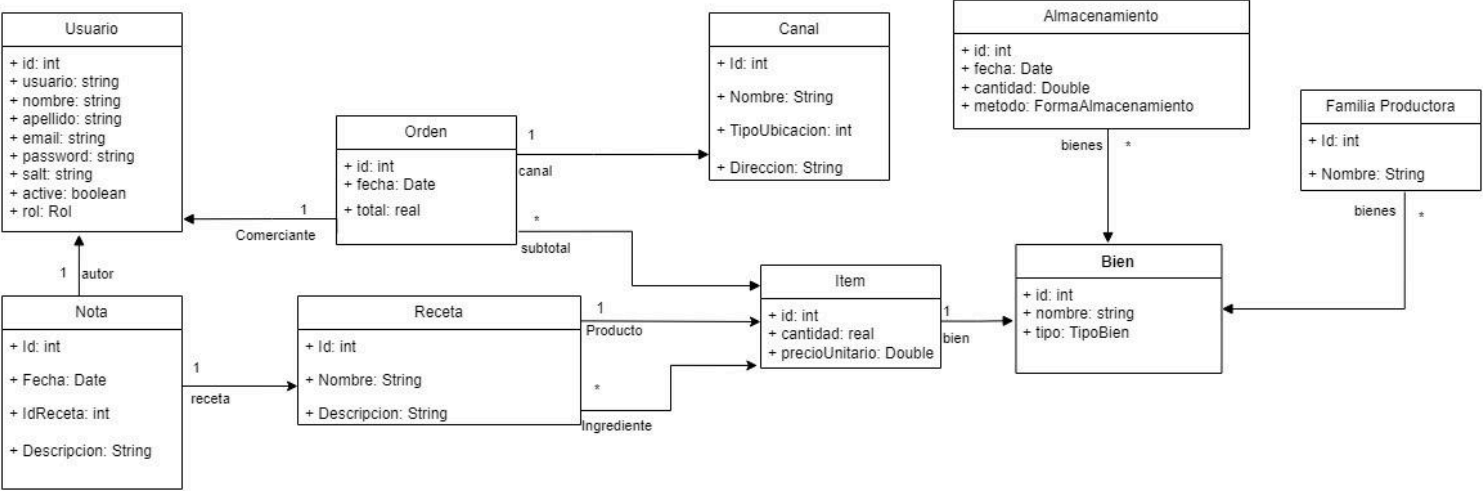 Usuario
+ id: int
+ usuario: string
+ nombre: string
+ apellido: string
+ email: string
+ password: string
+ salt: string
+ active: boolean
+ rol: Rol
Orden
+ id: int
+ fecha: Date
+ total: real
1
canal
*
subtotal
1
Comerciante
Canal
+ Id: int
+ Nombre: String
+ TipoUbicacion: int
+ Direccion: String
Almacenamiento
+ id: int
+ fecha: Date
+ cantidad: Double
+ metodo: FormaAlmacenamiento
bienes
*
Familia Productora
+ Id: int
+ Nombre: String
bienes
*
1
autor
Nota
+ Id: int
+ Fecha: Date
+ IdReceta: int
+ Descripcion: String
1
receta
Receta
+ Id: int
+ Nombre: String
+ Descripcion: String
1
Producto
*
Ingrediente
Item
+ id: int
+ cantidad: real
+ precioUnitario: Double
1
bien
Bien
+ id: int
+ nombre: string
+ tipo: TipoBien